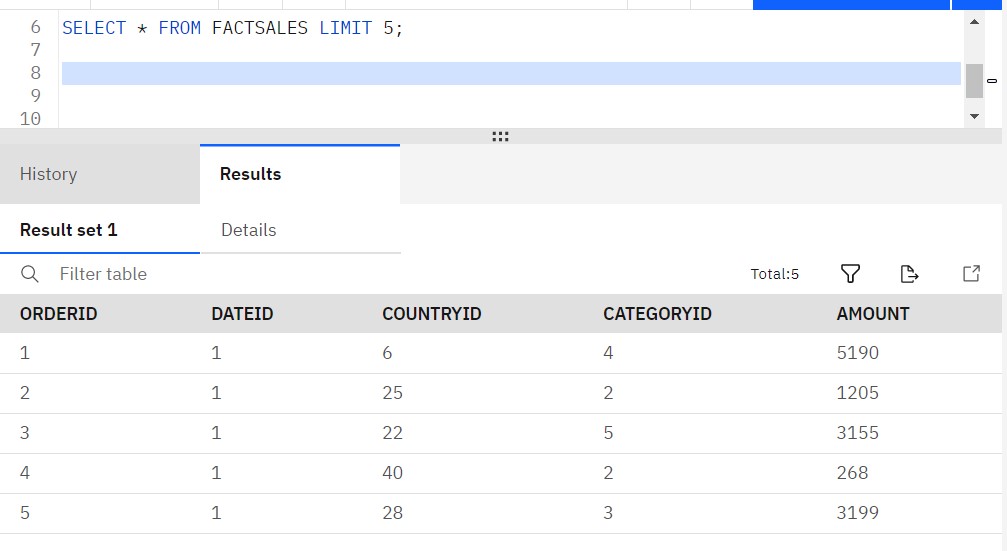 6 SELECT * FROM FACTSALES LIMIT 5;
7
8
9
10
History Results
Result set 1 Details
Filter table Total:5
ORDERID DATEID COUNTRYID CATEGORYID AMOUNT
1 1 6 4 5190
2 1 25 2 1205
3 1 22 5 3155
4 1 40 2 268
5 1 28 3 3199